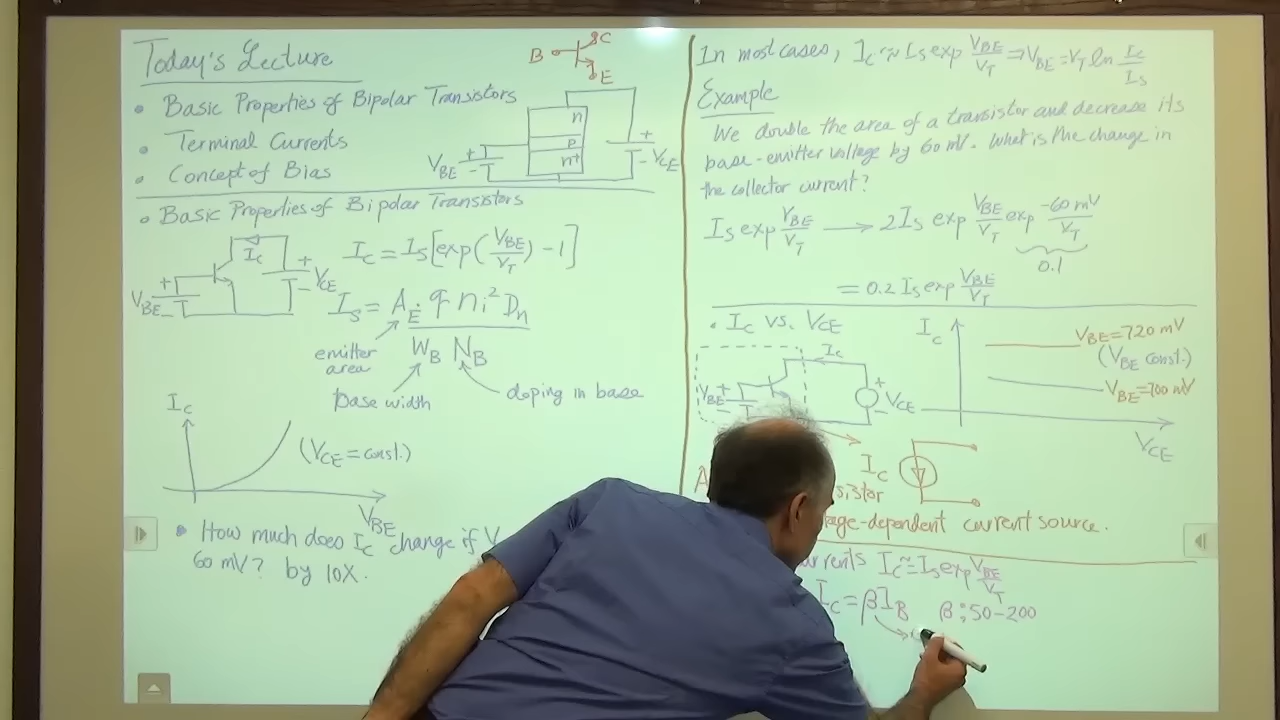 Today's Lecture
B C E
• Basic Properties of Bipolar Transistors
• Terminal Currents
• Concept of Bias
n
p
n+
VBE + - + - VCE
• Basic Properties of Bipolar Transistors
VBE + - IC + - VCE
IC = IS[exp(VBE/VT) - 1]
IS = AE q ni² Dn / WB NB
emitter area
base width
doping in base
IC
(VCE = const.)
VBE
• How much does IC change if V
60 mV? by 10X.
In most cases, IC ≈ IS exp VBE/VT ⇒ VBE = VT ln IC/IS
Example
We double the area of a transistor and decrease its
base-emitter voltage by 60 mV. What is the change in
the collector current?
IS exp VBE/VT → 2IS exp VBE/VT exp -60 mV/VT
0.1
= 0.2 IS exp VBE/VT
• IC vs. VCE
VBE + - IC + - VCE
IC
VBE = 720 mV
(VBE const.)
VBE = 700 mV
VCE
IC
-dependent current source.
IC ≈ IS exp VBE/VT
IC = βIB β: 50-200